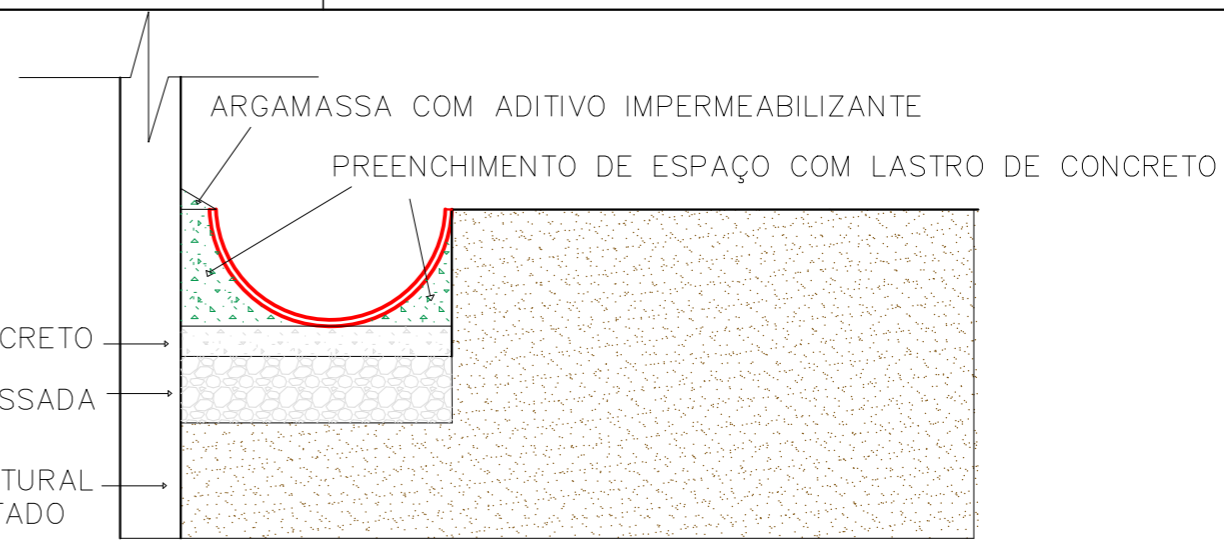 ARGAMASSA COM ADITIVO IMPERMEABILIZANTE
PREENCHIMENTO DE ESPAÇO COM LASTRO DE CONCRETO
CRETO
SSADA
TURAL
TADO